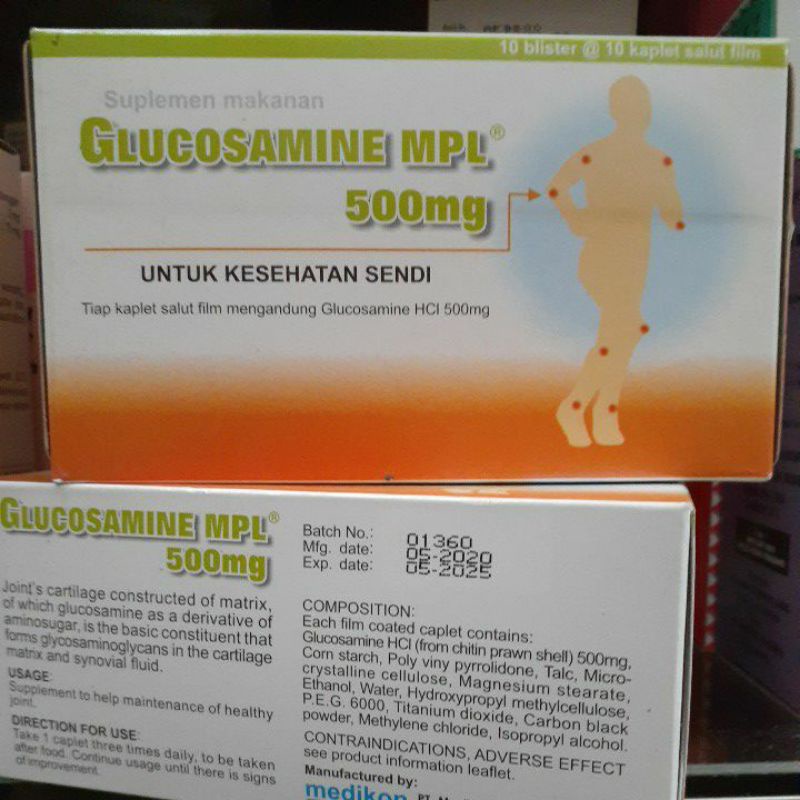 10 blister @ 10 kaplet salut film
Suplemen makanan
GLUCOSAMINE MPL®
500mg
UNTUK KESEHATAN SENDI
Tiap kaplet salut film mengandung Glucosamine HCl 500mg
GLUCOSAMINE MPL®
500mg
Joint's cartilage constructed of matrix,
of which glucosamine as a derivative of
aminosugar, is the basic constituent that
forms glycosaminoglycans in the cartilage
matrix and synovial fluid.
USAGE:
Supplement to help maintenance of healthy
joint.
DIRECTION FOR USE:
Take 1 caplet three times daily, to be taken
after food. Continue usage until there is signs
of improvement.
Batch No.: 01360
Mfg. date: 05-2020
Exp. date: 05-2025
COMPOSITION:
Each film coated caplet contains:
Glucosamine HCl (from chitin prawn shell) 500mg,
Corn starch, Poly viny pyrrolidone, Talc, Micro-
crystalline cellulose, Magnesium stearate,
Ethanol, Water, Hydroxypropyl methylcellulose,
P.E.G. 6000, Titanium dioxide, Carbon black
powder, Methylene chloride, Isopropyl alcohol.
CONTRAINDICATIONS, ADVERSE EFFECT
see product information leaflet.
Manufactured by:
medikon PT.